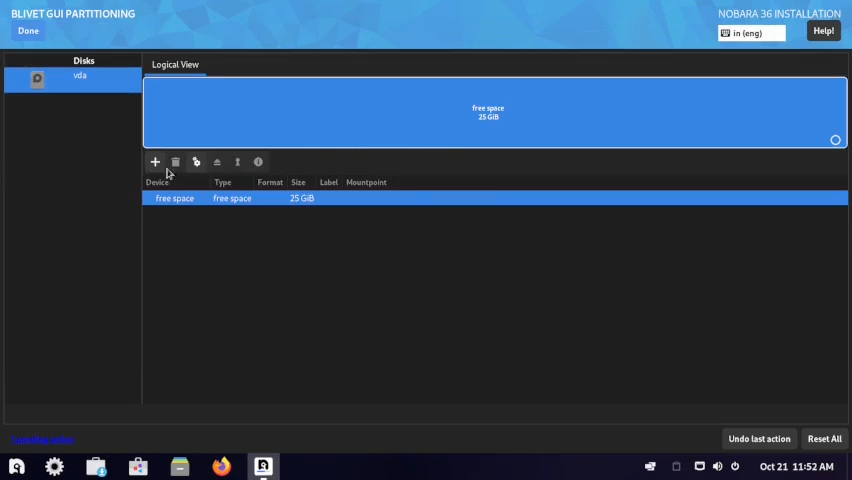 BLIVET GUI PARTITIONING
NOBARA 36 INSTALLATION
Done
in (eng)
Help!
Disks
vda
Logical View
free space
25 GiB
Device Type Format Size Label Mountpoint
free space free space 25 GiB
Undo last action
Reset All
Oct 21 11:52 AM